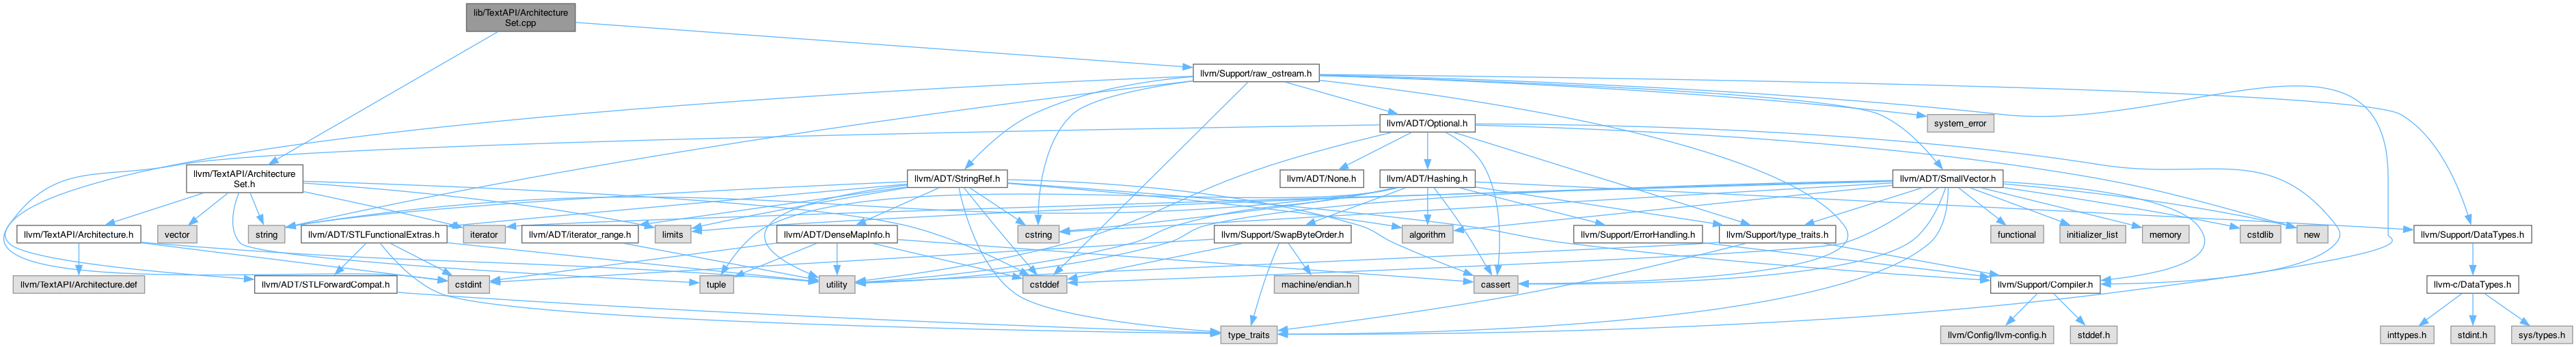 lib/TextAPI/Architecture
Set.cpp
llvm/Support/raw_ostream.h
llvm/ADT/Optional.h
system_error
llvm/TextAPI/Architecture
Set.h
llvm/ADT/StringRef.h
llvm/ADT/None.h
llvm/ADT/Hashing.h
llvm/ADT/SmallVector.h
llvm/TextAPI/Architecture.h
vector
string
llvm/ADT/STLFunctionalExtras.h
iterator
llvm/ADT/iterator_range.h
limits
llvm/ADT/DenseMapInfo.h
cstring
llvm/Support/SwapByteOrder.h
algorithm
llvm/Support/ErrorHandling.h
llvm/Support/type_traits.h
functional
initializer_list
memory
cstdlib
new
llvm/Support/DataTypes.h
llvm/TextAPI/Architecture.def
llvm/ADT/STLForwardCompat.h
cstdint
tuple
utility
cstddef
machine/endian.h
cassert
llvm/Support/Compiler.h
llvm-c/DataTypes.h
type_traits
llvm/Config/llvm-config.h
stddef.h
inttypes.h
stdint.h
sys/types.h